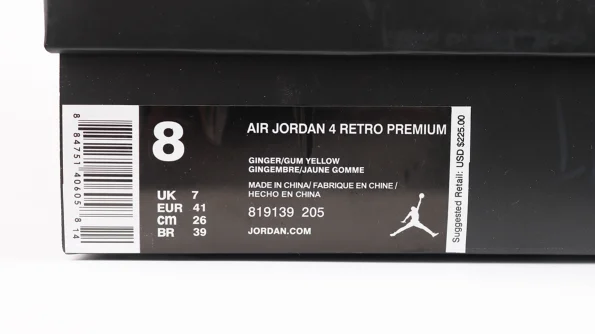 8 84751 40605 8 14
8
AIR JORDAN 4 RETRO PREMIUM
GINGER/GUM YELLOW
GINGEMBRE/JAUNE GOMME
MADE IN CHINA/ FABRIQUE EN CHINE /
HECHO EN CHINA
UK 7
EUR 41
cm 26
BR 39
819139 205
JORDAN.COM
Suggested Retail: USD $225.00